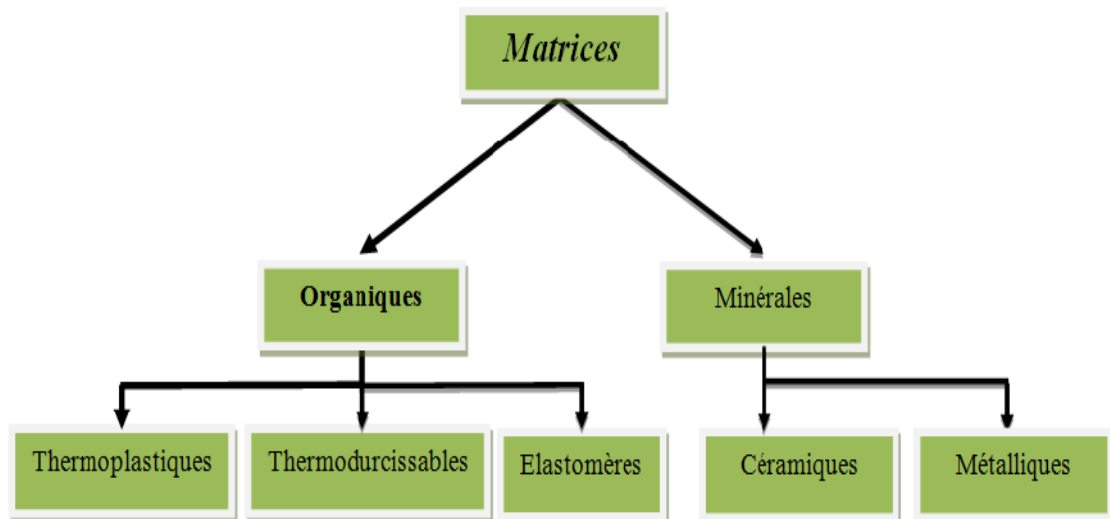 Matrices
Organiques
Minérales
Thermoplastiques
Thermodurcissables
Elastomères
Céramiques
Métalliques